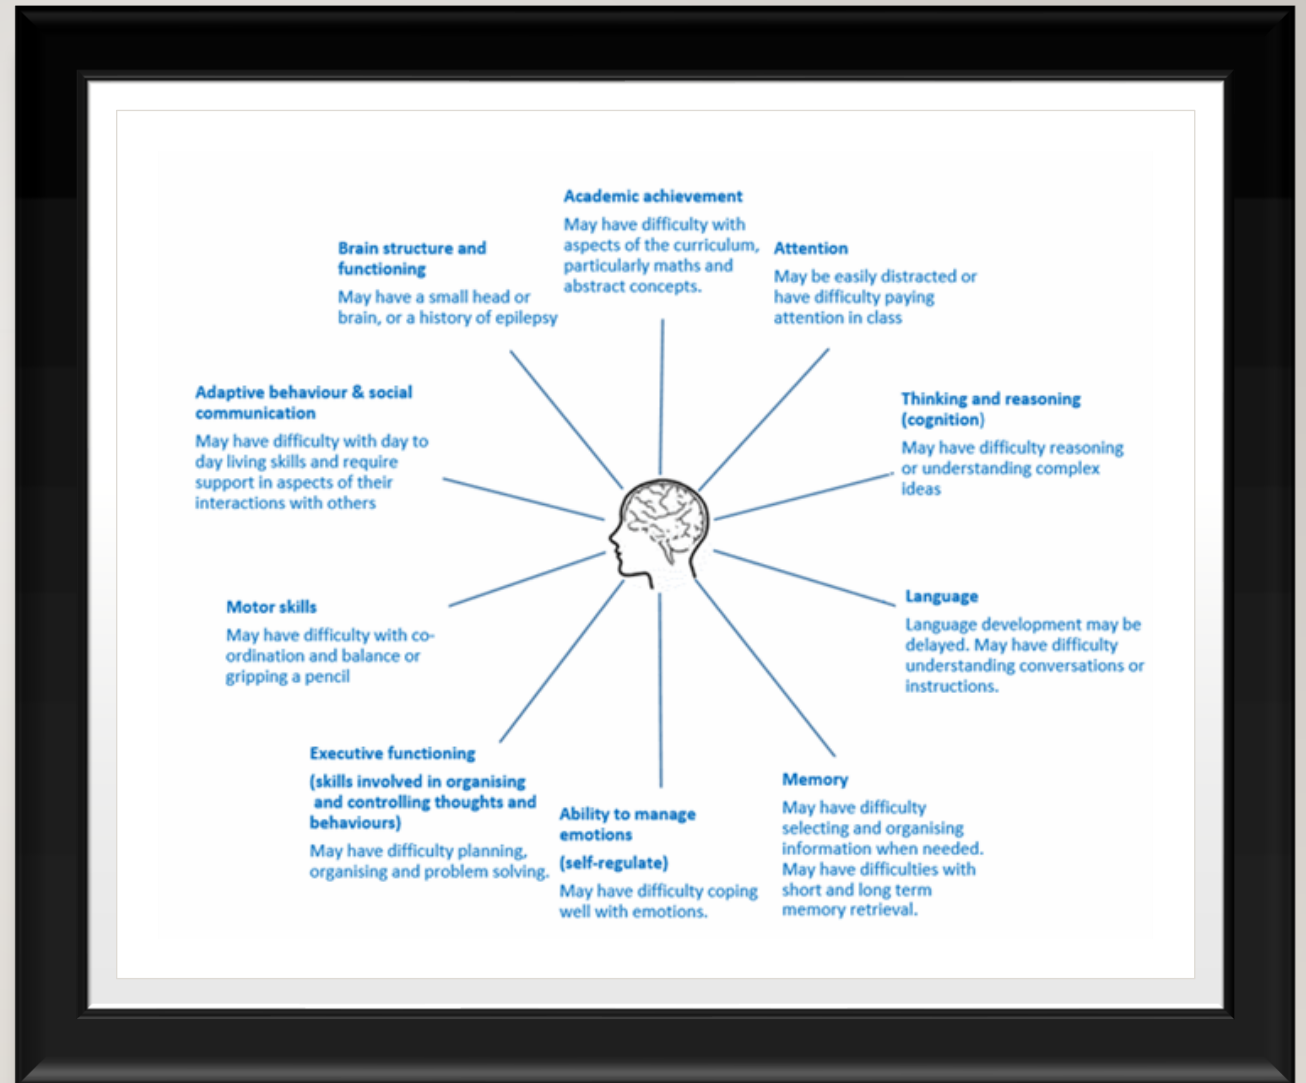 Academic achievement
May have difficulty with
aspects of the curriculum,
particularly maths and
abstract concepts.
Attention
May be easily distracted or
have difficulty paying
attention in class
Thinking and reasoning
(cognition)
May have difficulty reasoning
or understanding complex
ideas
Language
Language development may be
delayed. May have difficulty
understanding conversations or
instructions.
Memory
May have difficulty
selecting and organising
information when needed.
May have difficulties with
short and long term
memory retrieval.
Ability to manage
emotions
(self-regulate)
May have difficulty coping
well with emotions.
Executive functioning
(skills involved in organising
and controlling thoughts and
behaviours)
May have difficulty planning,
organising and problem solving.
Motor skills
May have difficulty with co-
ordination and balance or
gripping a pencil
Adaptive behaviour & social
communication
May have difficulty with day to
day living skills and require
support in aspects of their
interactions with others
Brain structure and
functioning
May have a small head or
brain, or a history of epilepsy